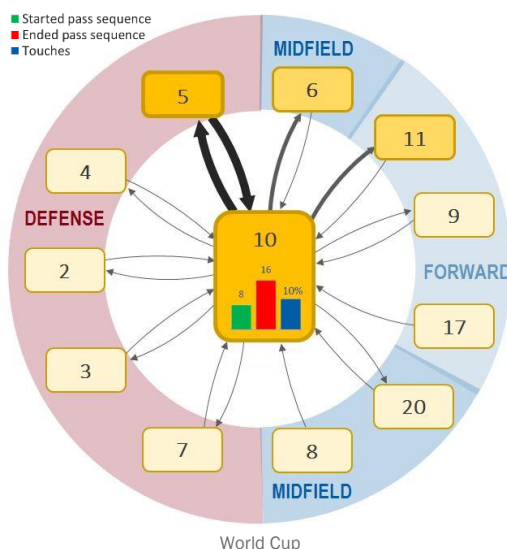 Started pass sequence
Ended pass sequence
Touches
MIDFIELD
5
6
11
4
9
DEFENSE
10
2
16
FORWARD
8
10%
17
3
20
7
8
MIDFIELD
World Cup